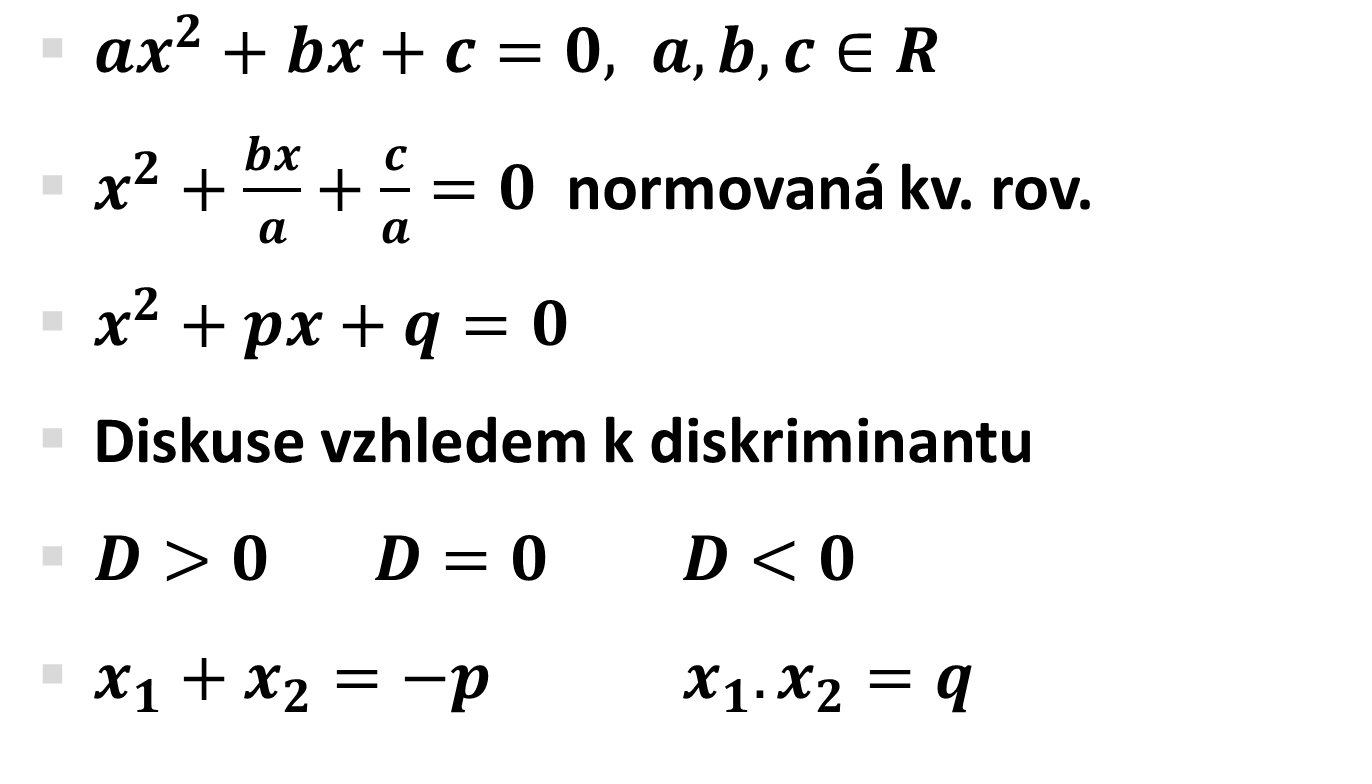 ax² + bx + c = 0, a, b, c ∈ R
x² + bx/a + c/a = 0 normovaná kv. rov.
x² + px + q = 0
Diskuse vzhledem k diskriminantu
D > 0 D = 0 D < 0
x₁ + x₂ = −p x₁. x₂ = q